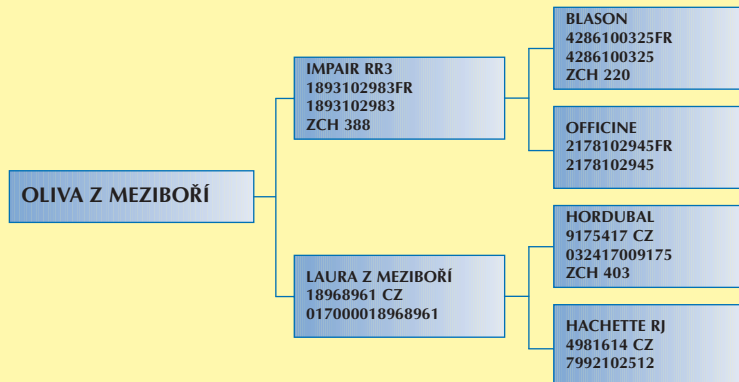 BLASON
4286100325FR
4286100325
ZCH 220
IMPAIR RR3
1893102983FR
1893102983
ZCH 388
OFFICINE
2178102945FR
2178102945
OLIVA Z MEZIBOŘÍ
HORDUBAL
9175417 CZ
032417009175
ZCH 403
LAURA Z MEZIBOŘÍ
18968961 CZ
017000018968961
HACHETTE RJ
4981614 CZ
7992102512